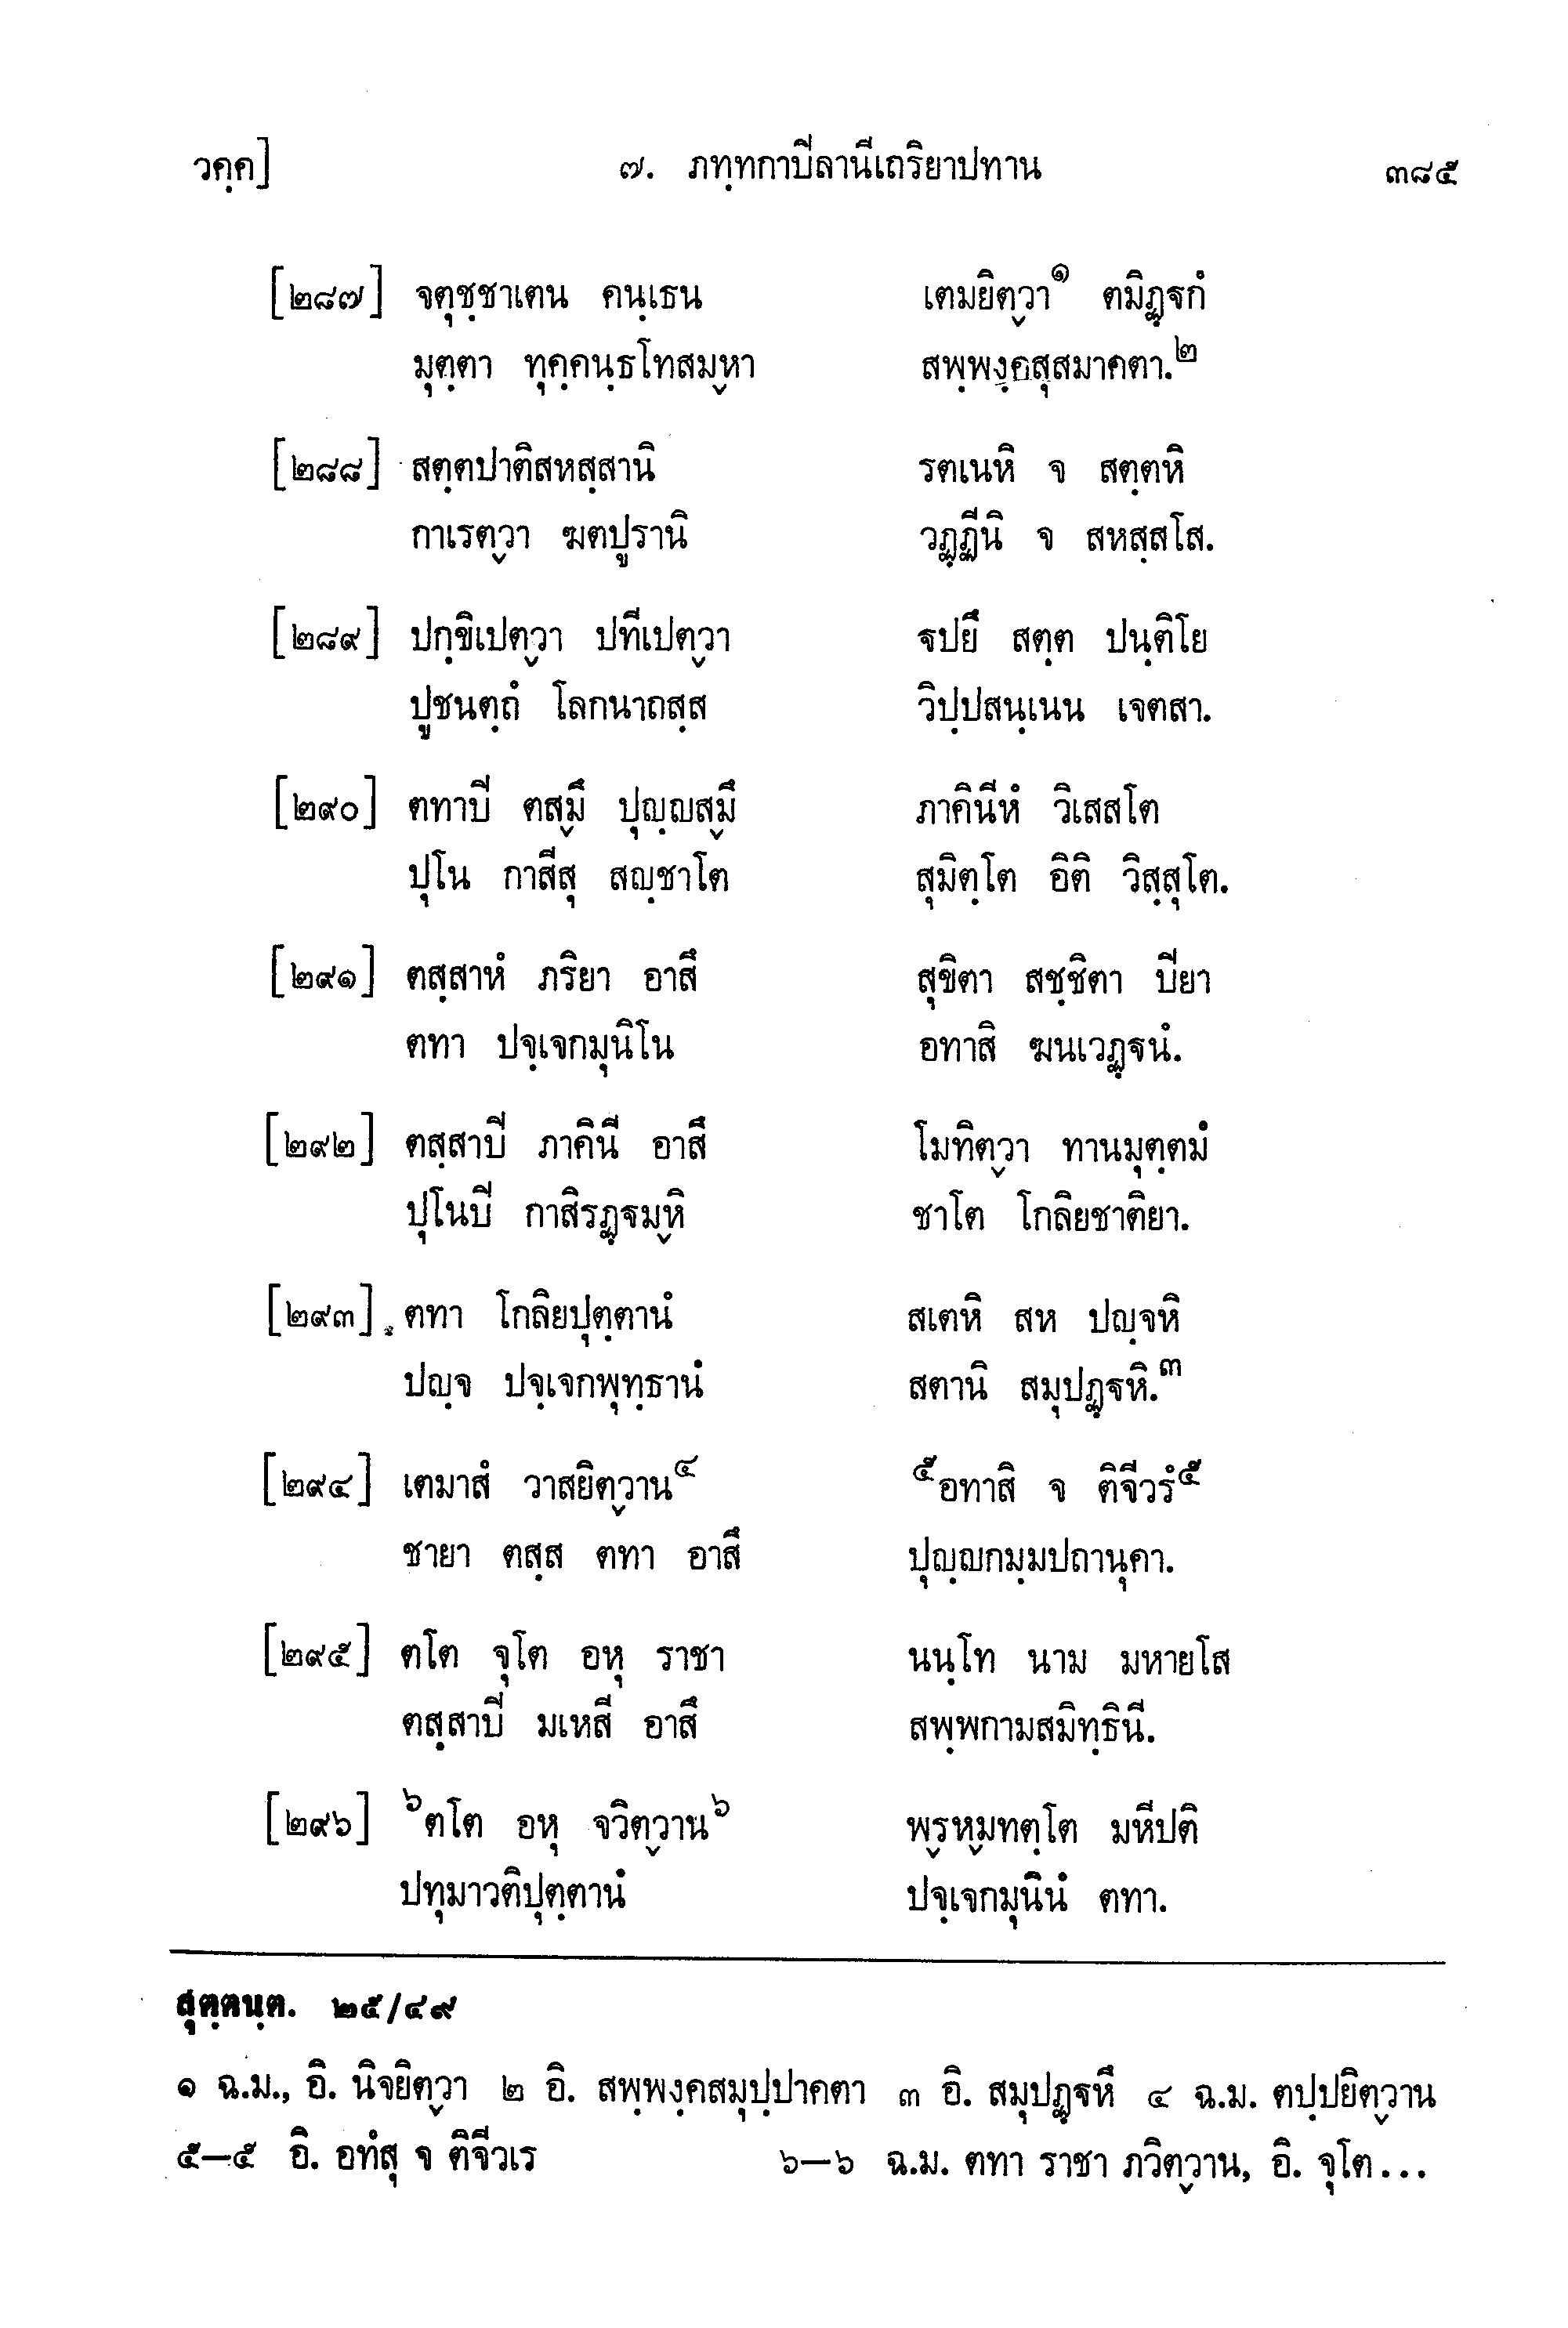 วคฺค]	๗. ภทฺทกาปีลานีเถริยาปทาน	๓๘๕
[๒๘๗] จตุชฺชาเตน คนฺเธน	เตมยิตฺวา๑ ตมิฏฺฐกํ
มุตฺตา ทุคฺคนฺธโทสมฺหา	สพฺพงฺคสุสมาคตา.๒
[๒๘๘] สตฺตปาติสหสฺสานิ	รตเนหิ จ สตฺตหิ
กาเรตฺวา ฆตปูรานิ	วฏฺฏีนิ จ สหสฺสโส.
[๒๘๙] ปกฺขิเปตฺวา ปทีเปตฺวา	ฐปยึ สตฺต ปนฺติโย
ปูชนตฺถํ โลกนาถสฺส	วิปฺปสนฺเนน เจตสา.
[๒๙๐] ตทาปี ตสฺมึ ปุญฺญสฺมึ	ภาคินีหํ วิเสสโต
ปุโน กาสีสุ สญฺชาโต	สุมิตฺโต อิติ วิสฺสุโต.
[๒๙๑] ตสฺสาหํ ภริยา อาสึ	สุขิตา สชฺชิตา ปียา
ตทา ปจฺเจกมุนิโน	อทาสิ ฆนเวฏฺฐนํ.
[๒๙๒] ตสฺสาปี ภาคินี อาสึ	โมทิตฺวา ทานมุตฺตมํ
ปุโนปี กาสิรฏฺฐมฺหิ	ชาโต โกลิยชาติยา.
[๒๙๓] ตทา โกลิยปุตฺตานํ	สเตหิ สห ปญฺจหิ
ปญฺจ ปจฺเจกพุทฺธานํ	สตานิ สมุปฏฺฐหิ.๓
[๒๙๔] เตมาสํ วาสยิตฺวาน๔	๕อทาสิ จ ติจีวรํ๕
ชายา ตสฺส ตทา อาสึ	ปุญฺญกมฺมปถานุคา.
[๒๙๕] ตโต จุโต อหุ ราชา	นนฺโท นาม มหายโส
ตสฺสาปี มเหสี อาสึ	สพฺพกามสมิทฺธินี.
[๒๙๖] ๖ตโต อหุ จวิตฺวาน๖	พฺรหฺมทตฺโต มหีปติ
ปทุมาวติปุตฺตานํ	ปจฺเจกมุนินํ ตทา.
สุตฺตนฺต. ๒๕/๔๙
๑ ฉ.ม., อิ. นิจยิตฺวา ๒ อิ. สพฺพงฺคสมุปฺปาคตา ๓ อิ. สมุปฏฺฐหึ ๔ ฉ.ม. ตปฺปยิตฺวาน
๕–๕ อิ. อทํสุ จ ติจีวเร	๖–๖ ฉ.ม. ตทา ราชา ภวิตฺวาน, อิ. จุโต...